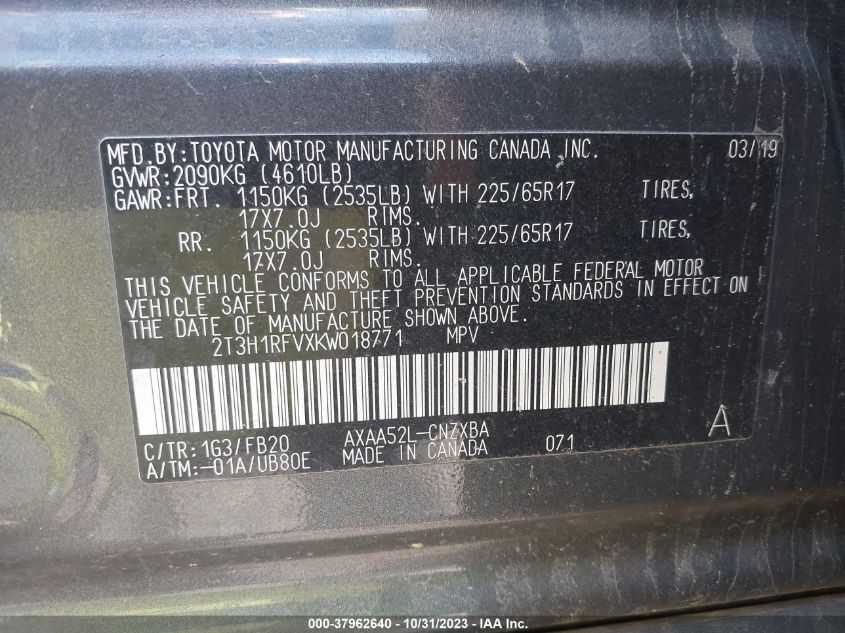 MFD.BY:TOYOTA MOTOR MANUFACTURING CANADA INC. 03/19
GVWR:2090KG (4610LB)
GAWR:FRT. 1150KG (2535LB) WITH 225/65R17 TIRES,
17X7.0J RIMS.
RR. 1150KG (2535LB) WITH 225/65R17 TIRES,
17X7.0J RIMS.
THIS VEHICLE CONFORMS TO ALL APPLICABLE FEDERAL MOTOR
VEHICLE SAFETY AND THEFT PREVENTION STANDARDS IN EFFECT ON
THE DATE OF MANUFACTURE SHOWN ABOVE.
2T3H1RFVXKW018771 MPV
C/TR:1G3/FB20 AXAA52L-CNZXBA
A/TM:-01A/UB80E MADE IN CANADA 071 A
000-37962640 - 10/31/2023 - IAA Inc.